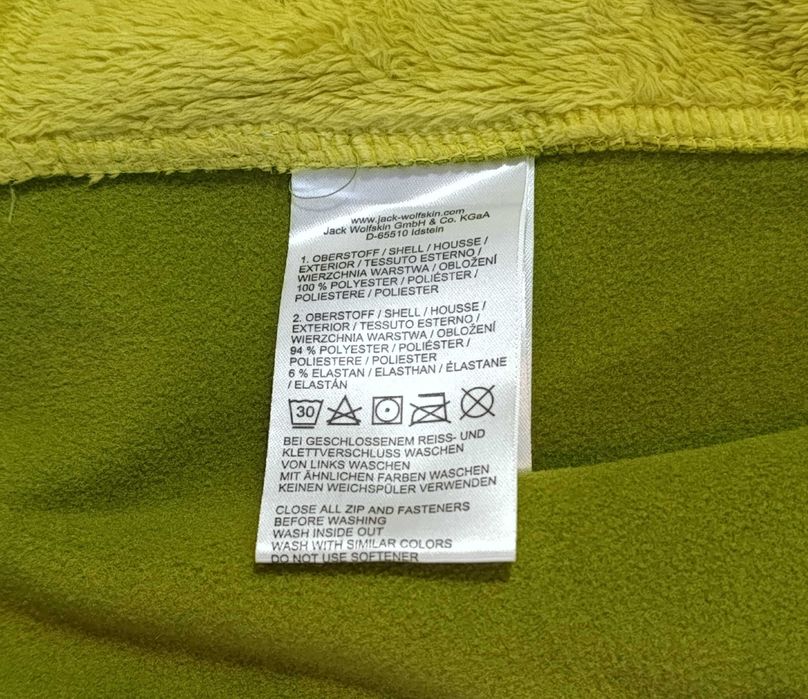 www.jack-wolfskin.com
Jack Wolfskin GmbH & Co. KGaA
D-65510 Idstein
1. OBERSTOFF / SHELL / HOUSSE /
EXTERIOR / TESSUTO ESTERNO /
WIERZCHNIA WARSTWA / OBLOŽENÍ
100 % POLYESTER / POLIÉSTER /
POLIESTERE / POLIESTER
2. OBERSTOFF / SHELL / HOUSSE /
EXTERIOR / TESSUTO ESTERNO /
WIERZCHNIA WARSTWA / OBLOŽENÍ
94 % POLYESTER / POLIÉSTER /
POLIESTERE / POLIESTER
6 % ELASTAN / ELASTHAN / ÉLASTANE
/ ELASTÁN
30
BEI GESCHLOSSENEM REISS- UND
KLETTVERSCHLUSS WASCHEN
VON LINKS WASCHEN
MIT ÄHNLICHEN FARBEN WASCHEN
KEINEN WEICHSPÜLER VERWENDEN
CLOSE ALL ZIP AND FASTENERS
BEFORE WASHING
WASH INSIDE OUT
WASH WITH SIMILAR COLORS
DO NOT USE SOFTENER